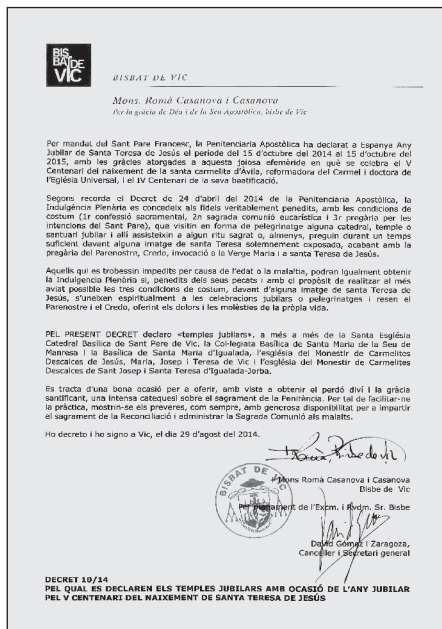 BIS
BAT DE
VIC
BISBAT DE VIC
Mons. Romà Casanova i Casanova
Per la gràcia de Déu i de la Seu Apostòlica, bisbe de Vic
Per mandat del Sant Pare Francesc, la Penitenciaria Apostòlica ha declarat a Espanya Any
Jubilar de Santa Teresa de Jesús el període del 15 d'octubre del 2014 al 15 d'octubre del
2015, amb les gràcies atorgades a aquesta joiosa efemèride en què se celebra el V
Centenari del naixement de la santa carmelita d'Àvila, reformadora del Carmel i doctora de
l'Església Universal, i el IV Centenari de la seva beatificació.
Segons recorda el Decret de 24 d'abril del 2014 de la Penitenciaria Apostòlica, la
Indulgència Plenària es concedeix als fidels veritablement penedits, amb les condicions de
costum (1r confessió sacramental, 2n sagrada comunió eucarística i 3r pregària per les
intencions del Sant Pare), que visitin en forma de pelegrinatge alguna catedral, temple o
santuari jubilar i allí assisteixin a algun ritu sagrat o, almenys, preguin durant un temps
suficient davant alguna imatge de santa Teresa solemnement exposada, acabant amb la
pregària del Parenostre, Credo, invocació a la Verge Maria i a santa Teresa de Jesús.
Aquells qui es trobessin impedits per causa de l'edat o la malaltia, podran igualment obtenir
la Indulgència Plenària si, penedits dels seus pecats i amb el propòsit de realitzar al més
aviat possible les tres condicions de costum, davant d'alguna imatge de santa Teresa de
Jesús, s'uneixen espiritualment a les celebracions jubilars o pelegrinatges i resen el
Parenostre i el Credo, oferint els dolors i les molèsties de la pròpia vida.
PEL PRESENT DECRET declaro «temples jubilars», a més a més de la Santa Església
Catedral Basílica de Sant Pere de Vic, la Col·legiata Basílica de Santa Maria de la Seu de
Manresa i la Basílica de Santa Maria d'Igualada, l'església del Monestir de Carmelites
Descalces de Jesús, Maria, Josep i Teresa de Vic i l'església del Monestir de Carmelites
Descalces de Sant Josep i Santa Teresa d'Igualada-Jorba.
Es tracta d'una bona ocasió per a oferir, amb vista a obtenir el perdó diví i la gràcia
santificant, una intensa catequesi sobre el sagrament de la Penitència. Per tal de facilitar-ne
la pràctica, mostrin-se els preveres, com sempre, amb generosa disponibilitat per a impartir
el sagrament de la Reconciliació i administrar la Sagrada Comunió als malalts.
Ho decreto i ho signo a Vic, el dia 29 d'agost del 2014.
Romà, Bisbe de Vic
BISBAT DE VIC
Mons Romà Casanova i Casanova
Bisbe de Vic
Per manament de l'Excm. i Rvdm. Sr. Bisbe
David Gómez i Zaragoza,
Canceller i Secretari general
DECRET 10/14
PEL QUAL ES DECLAREN ELS TEMPLES JUBILARS AMB OCASIÓ DE L'ANY JUBILAR
PEL V CENTENARI DEL NAIXEMENT DE SANTA TERESA DE JESÚS